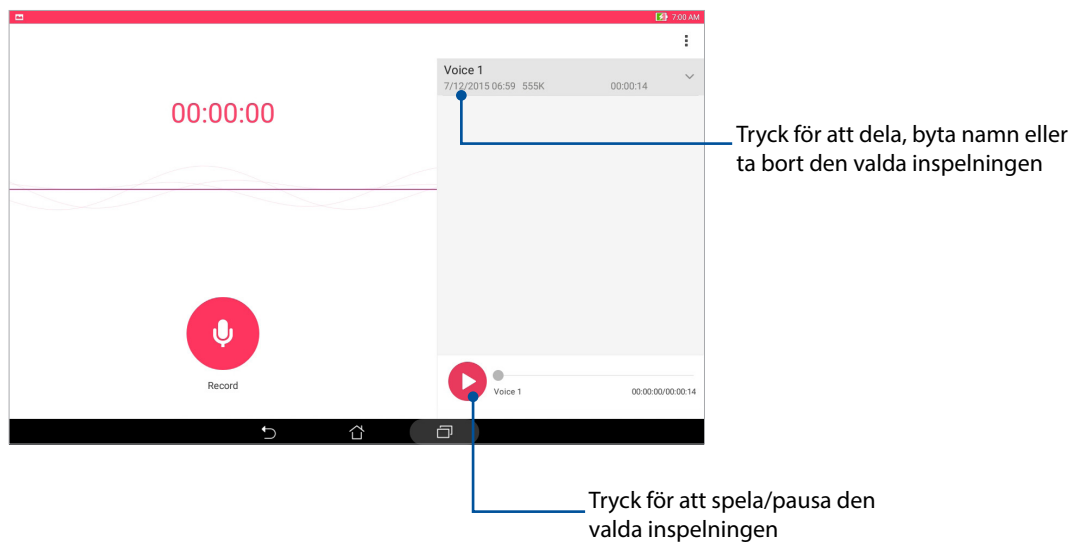 7:00 AM
Voice 1
7/12/2015 06:59 555K 00:00:14
00:00:00
Tryck för att dela, byta namn eller
ta bort den valda inspelningen
Record
Voice 1 00:00:00/00:00:14
Tryck för att spela/pausa den
valda inspelningen